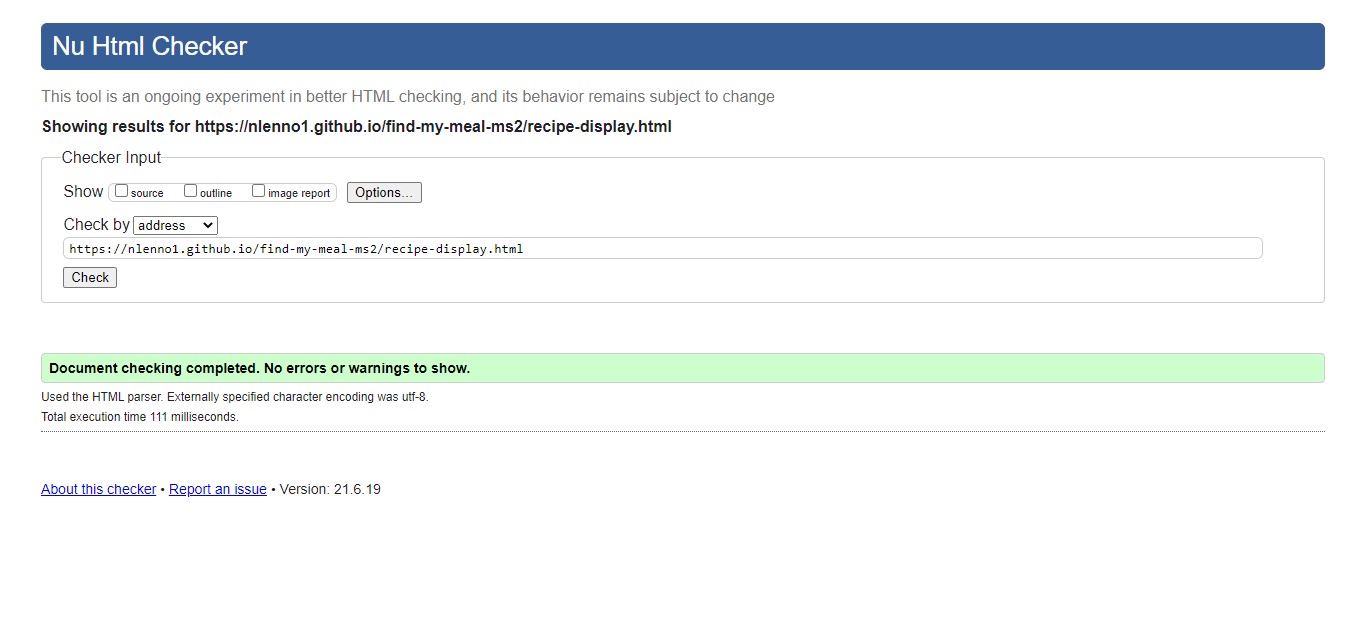 Nu Html Checker
This tool is an ongoing experiment in better HTML checking, and its behavior remains subject to change
Showing results for https://nlenno1.github.io/find-my-meal-ms2/recipe-display.html
Checker Input
Show source outline image report Options...
Check by address
https://nlenno1.github.io/find-my-meal-ms2/recipe-display.html
Check
Document checking completed. No errors or warnings to show.
Used the HTML parser. Externally specified character encoding was utf-8.
Total execution time 111 milliseconds.
About this checker • Report an issue • Version: 21.6.19